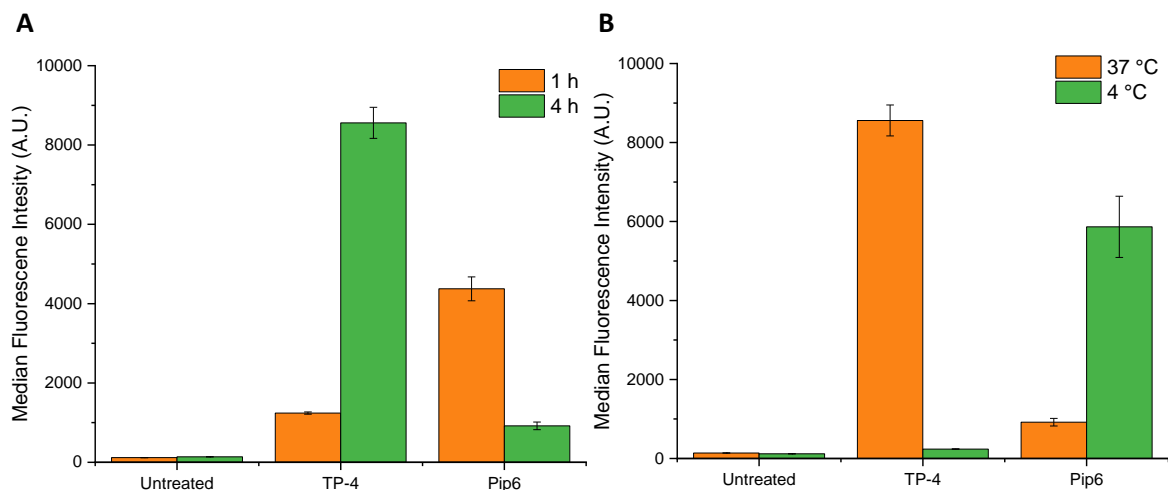 A
Median Fluorescene Intesity (A.U.)
10000
8000
6000
4000
2000
0
1 h
4 h
Untreated
TP-4
Pip6
B
Median Fluorescence Intensity (A.U.)
10000
8000
6000
4000
2000
0
37 °C
4 °C
Untreated
TP-4
Pip6